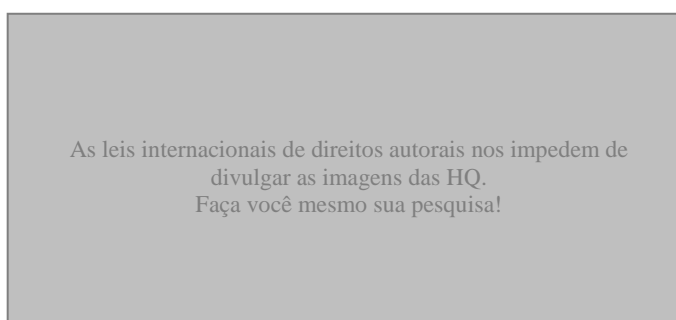 As leis internacionais de direitos autorais nos impedem de
divulgar as imagens das HQ.
Faça você mesmo sua pesquisa!